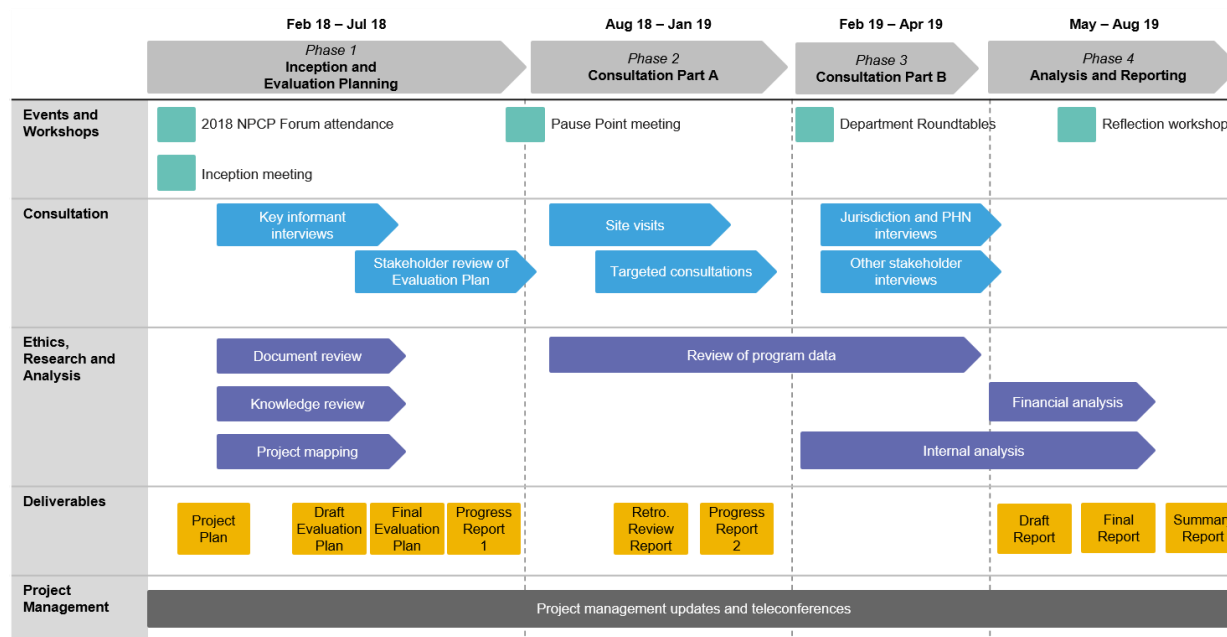 Feb 18 – Jul 18
Aug 18 – Jan 19
Feb 19 – Apr 19
May – Aug 19
Phase 1
Inception and
Evaluation Planning
Phase 2
Consultation Part A
Phase 3
Consultation Part B
Phase 4
Analysis and Reporting
Events and
Workshops
2018 NPCP Forum attendance
Pause Point meeting
Department Roundtables
Reflection workshop
Inception meeting
Consultation
Key informant
interviews
Site visits
Jurisdiction and PHN
interviews
Stakeholder review of
Evaluation Plan
Targeted consultations
Other stakeholder
interviews
Ethics,
Research and
Analysis
Document review
Review of program data
Knowledge review
Financial analysis
Project mapping
Internal analysis
Deliverables
Project
Plan
Draft
Evaluation
Plan
Final
Evaluation
Plan
Progress
Report
1
Retro.
Review
Report
Progress
Report
2
Draft
Report
Final
Report
Summar
Report
Project
Management
Project management updates and teleconferences